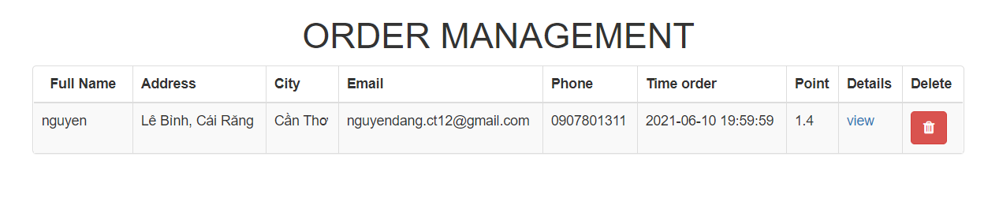 ORDER MANAGEMENT
Full Name Address City Email Phone Time order Point Details Delete
nguyen Lê Bình, Cái Răng Cần Thơ nguyendang.ct12@gmail.com 0907801311 2021-06-10 19:59:59 1.4 view